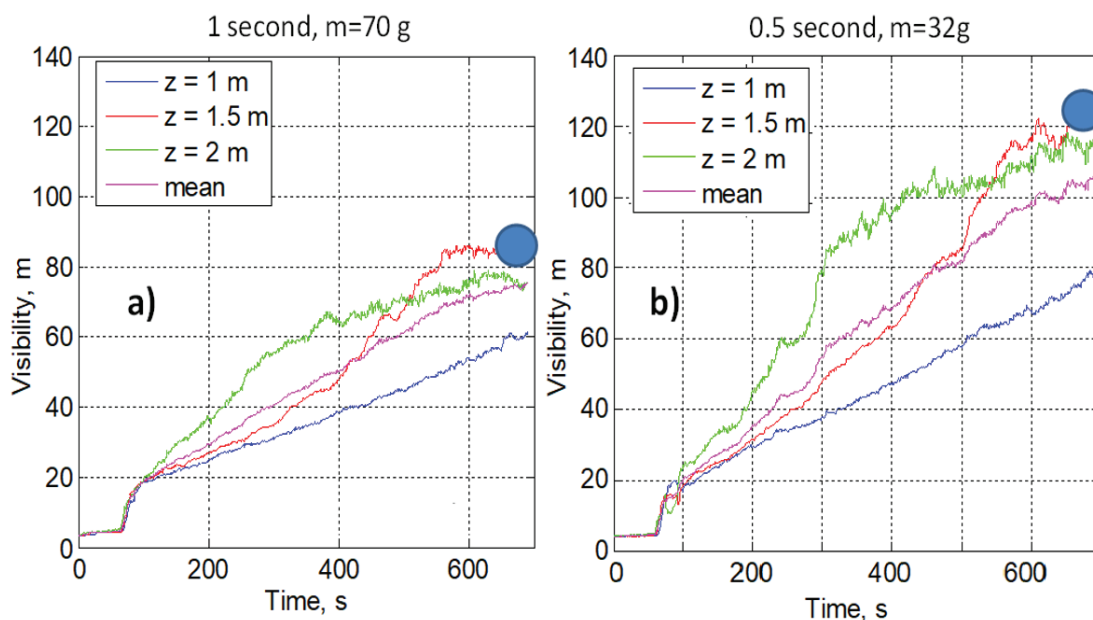 1 second, m=70 g
140
120
100
80
60
40
20
0
Visibility, m
z = 1 m
z = 1.5 m
z = 2 m
mean
a)
0
200
400
600
Time, s
0.5 second, m=32g
140
120
100
80
60
40
20
0
Visibility, m
z = 1 m
z = 1.5 m
z = 2 m
mean
b)
0
200
400
600
Time, s